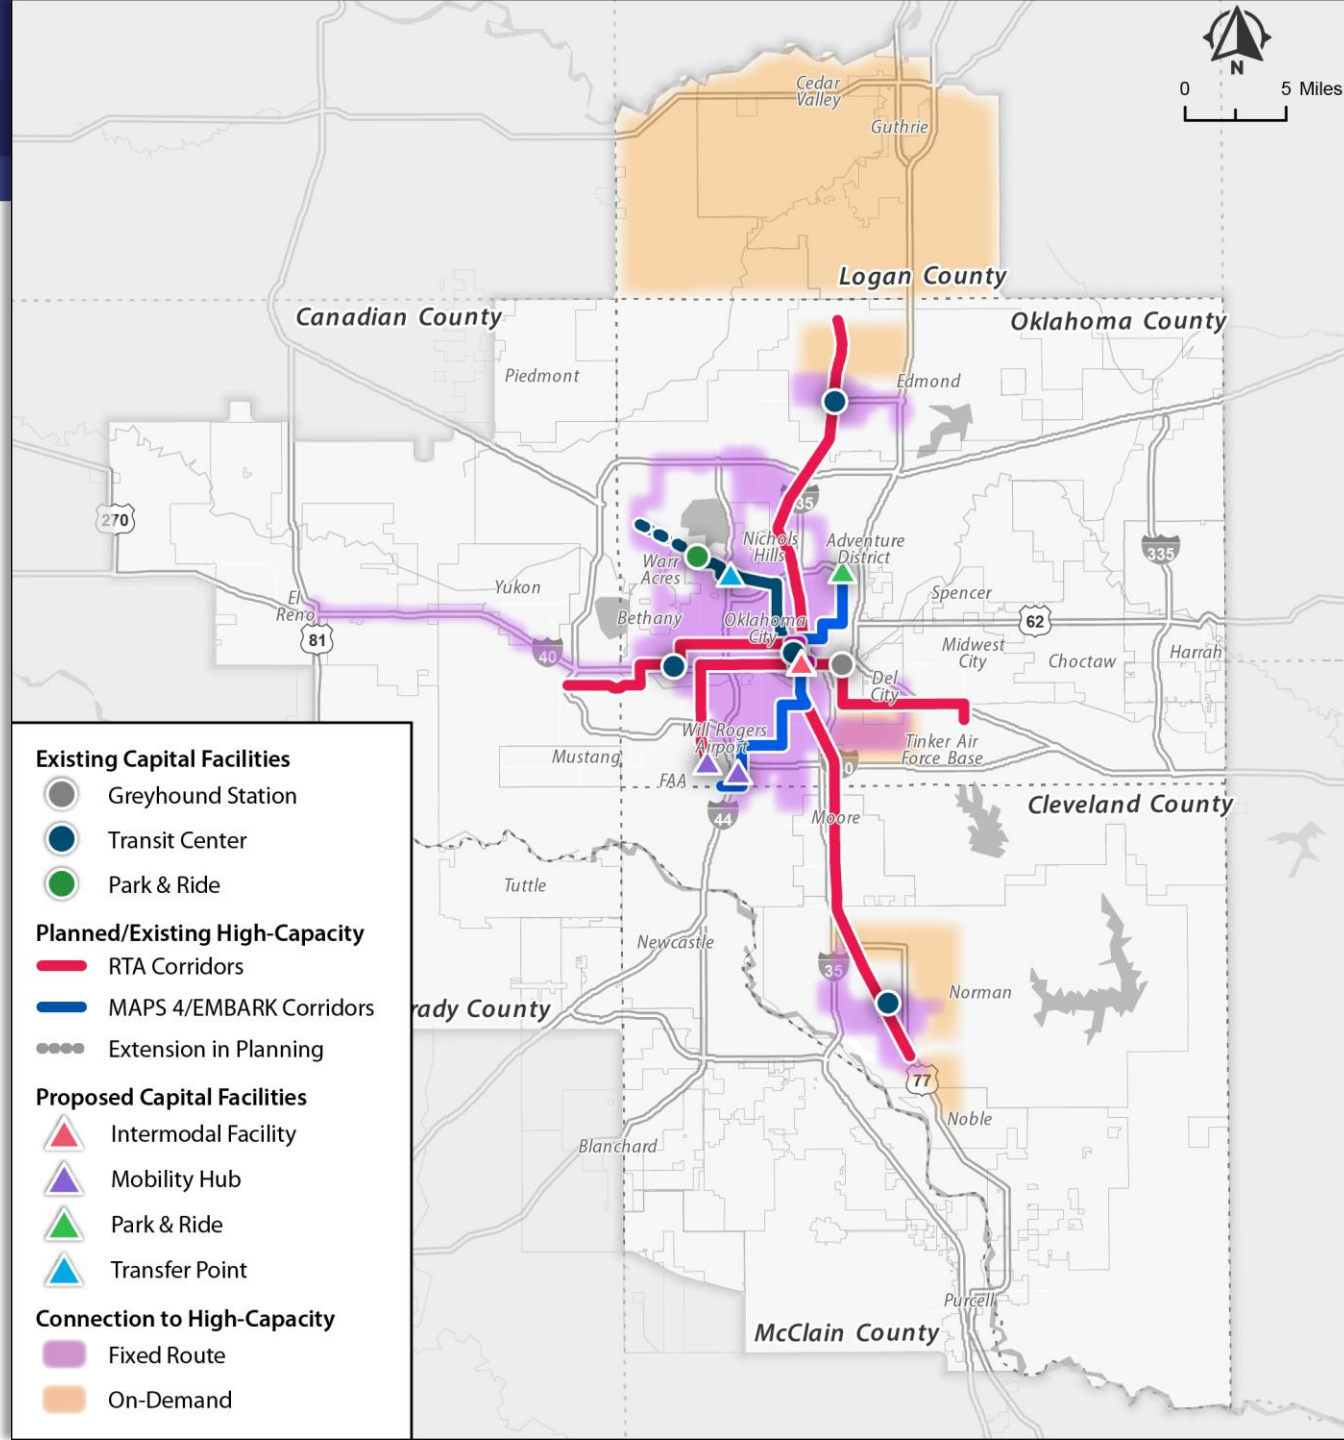 N
0 5 Miles
Cedar
Valley
Guthrie
Logan County
Canadian County
Oklahoma County
Piedmont
Edmond
270
35
Nichols
Hills
Adventure
District
335
Warr
Acres
Yukon
El
Reno
Spencer
Bethany
Oklahoma
City
62
81
40
Midwest
City
Choctaw
Harrah
Del
City
Will Rogers
Airport
Tinker Air
Force Base
Mustang
FAA
0
Cleveland County
44
Moore
Tuttle
Newcastle
35
Norman
rady County
77
Noble
Blanchard
Purcell
McClain County
Existing Capital Facilities
Greyhound Station
Transit Center
Park & Ride
Planned/Existing High-Capacity
RTA Corridors
MAPS 4/EMBARK Corridors
Extension in Planning
Proposed Capital Facilities
Intermodal Facility
Mobility Hub
Park & Ride
Transfer Point
Connection to High-Capacity
Fixed Route
On-Demand